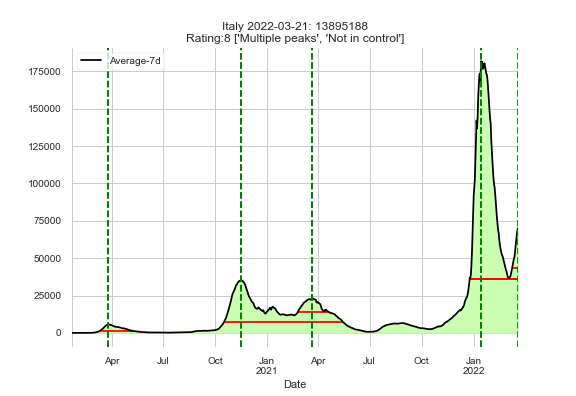 Italy 2022-03-21: 13895188
Rating:8 ['Multiple peaks', 'Not in control']
Average-7d
175000
150000
125000
100000
75000
50000
25000
0
Apr Jul Oct Jan Apr Jul Oct Jan
2021 2022
Date